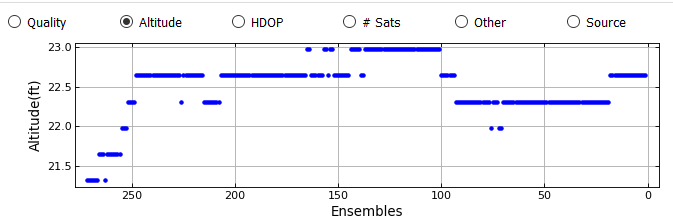 Quality Altitude HDOP # Sats Other Source
23.0
22.5
22.0
21.5
Altitude(ft)
250 200 150 100 50 0
Ensembles